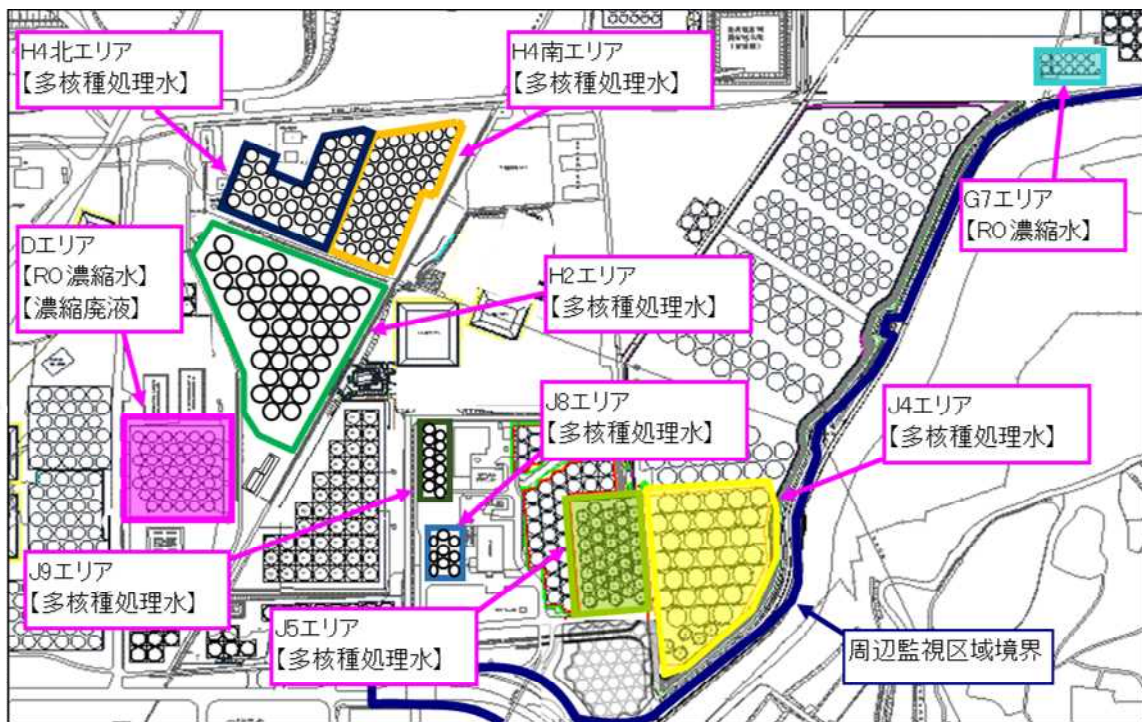 H4北エリア
【多核種処理水】
H4南エリア
【多核種処理水】
G7エリア
【RO濃縮水】
Dエリア
【RO濃縮水】
【濃縮廃液】
H2エリア
【多核種処理水】
J8エリア
【多核種処理水】
J4エリア
【多核種処理水】
J9エリア
【多核種処理水】
J5エリア
【多核種処理水】
周辺監視区域境界